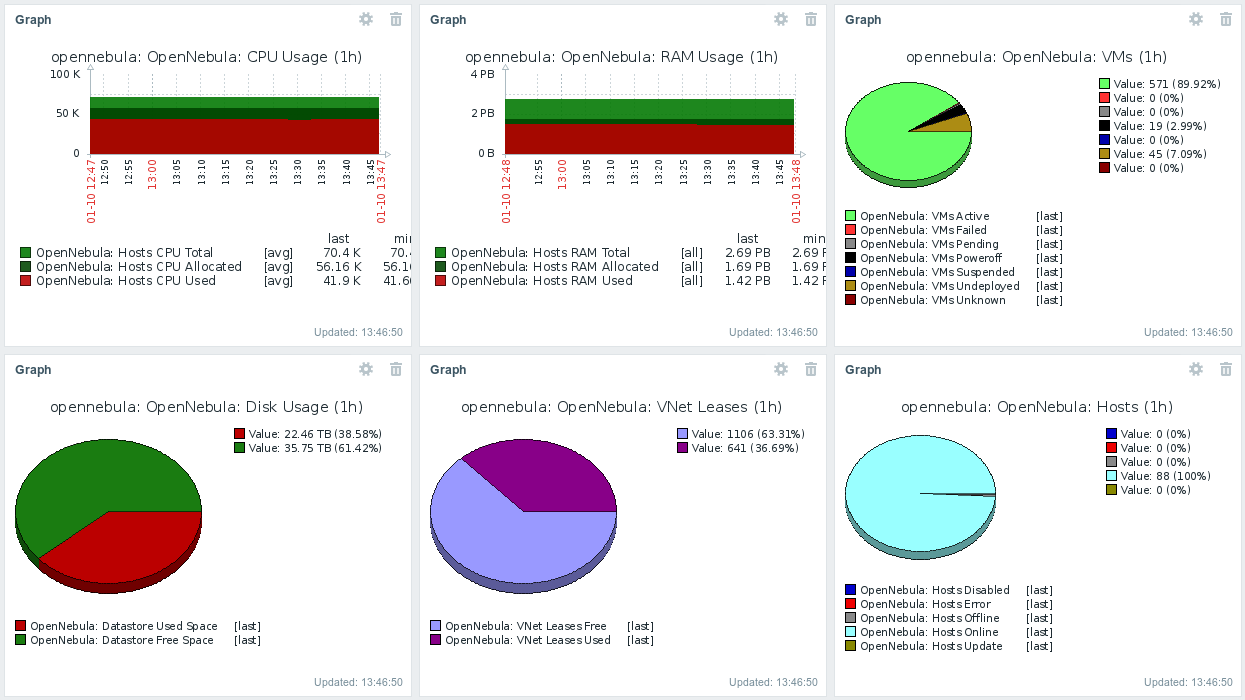 Graph
opennebula: OpenNebula: CPU Usage (1h)
100 K
50 K
0
01-10 12:47
12:50
12:55
13:00
13:05
13:10
13:15
13:20
13:25
13:30
13:35
13:40
13:45
01-10 13:47
last min
OpenNebula: Hosts CPU Total [avg] 70.4 K 70.4
OpenNebula: Hosts CPU Allocated [avg] 56.16 K 56.16
OpenNebula: Hosts CPU Used [avg] 41.9 K 41.6
Updated: 13:46:50
Graph
opennebula: OpenNebula: RAM Usage (1h)
4 PB
2 PB
0 B
01-10 12:48
12:55
13:00
13:05
13:10
13:15
13:20
13:25
13:30
13:35
13:40
13:45
01-10 13:48
last min
OpenNebula: Hosts RAM Total [all] 2.69 PB 2.69 P
OpenNebula: Hosts RAM Allocated [all] 1.69 PB 1.69 P
OpenNebula: Hosts RAM Used [all] 1.42 PB 1.42 P
Updated: 13:46:50
Graph
opennebula: OpenNebula: VMs (1h)
Value: 571 (89.92%)
Value: 0 (0%)
Value: 0 (0%)
Value: 19 (2.99%)
Value: 0 (0%)
Value: 45 (7.09%)
Value: 0 (0%)
OpenNebula: VMs Active [last]
OpenNebula: VMs Failed [last]
OpenNebula: VMs Pending [last]
OpenNebula: VMs Poweroff [last]
OpenNebula: VMs Suspended [last]
OpenNebula: VMs Undeployed [last]
OpenNebula: VMs Unknown [last]
Updated: 13:46:50
Graph
opennebula: OpenNebula: Disk Usage (1h)
Value: 22.46 TB (38.58%)
Value: 35.75 TB (61.42%)
OpenNebula: Datastore Used Space [last]
OpenNebula: Datastore Free Space [last]
Updated: 13:46:50
Graph
opennebula: OpenNebula: VNet Leases (1h)
Value: 1106 (63.31%)
Value: 641 (36.69%)
OpenNebula: VNet Leases Free [last]
OpenNebula: VNet Leases Used [last]
Updated: 13:46:50
Graph
opennebula: OpenNebula: Hosts (1h)
Value: 0 (0%)
Value: 0 (0%)
Value: 0 (0%)
Value: 88 (100%)
Value: 0 (0%)
OpenNebula: Hosts Disabled [last]
OpenNebula: Hosts Error [last]
OpenNebula: Hosts Offline [last]
OpenNebula: Hosts Online [last]
OpenNebula: Hosts Update [last]
Updated: 13:46:50